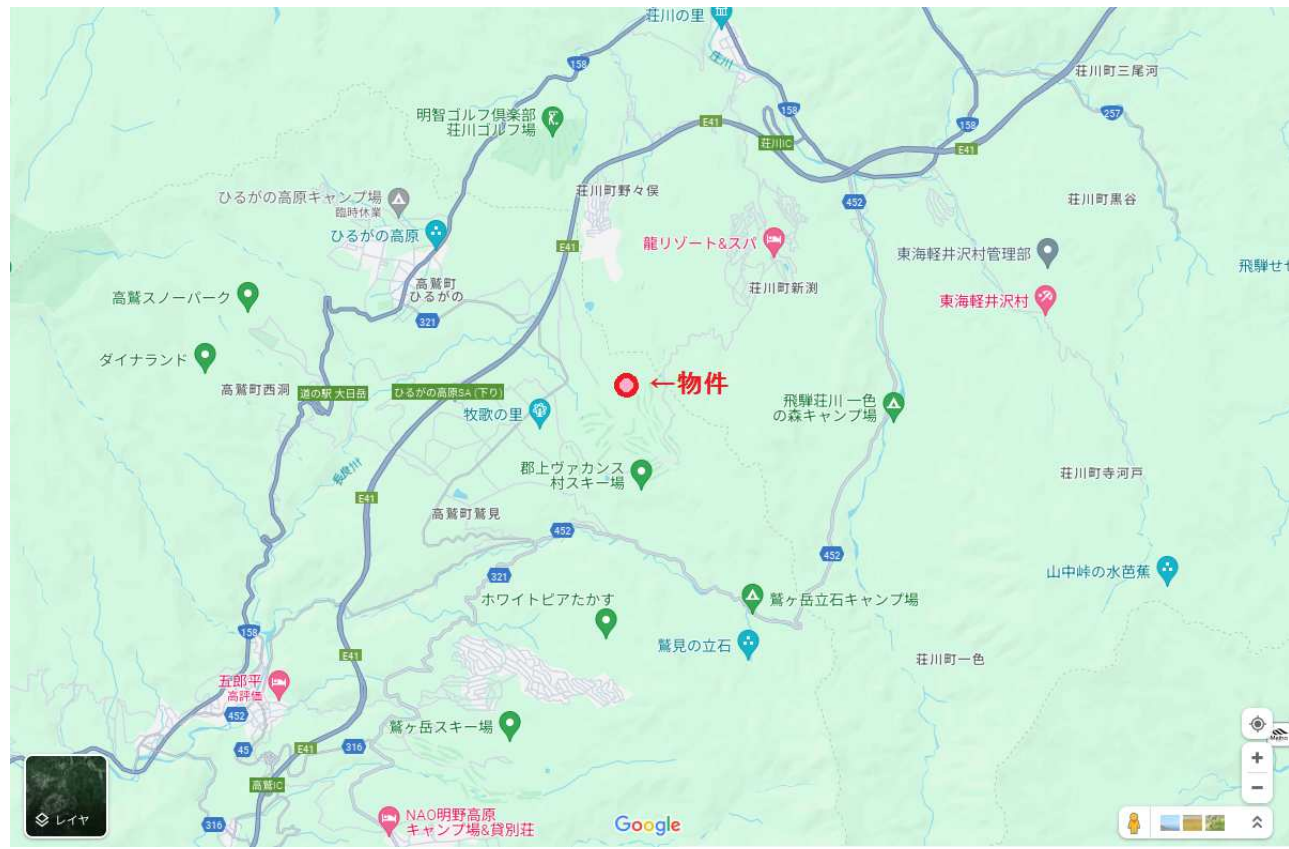 荘川の里
158
庄川
荘川町三尾河
明智ゴルフ倶楽部
荘川ゴルフ場
E41
158
257
158
荘川IC
E41
ひるがの高原キャンプ場
臨時休業
荘川町野々俣
452
荘川町黒谷
ひるがの高原
E41
龍リゾート&スパ
東海軽井沢村管理部
飛騨せせ
高鷲スノーパーク
高鷲町
ひるがの
荘川町新渕
東海軽井沢村
321
ダイナランド
高鷲町西洞
道の駅 大日岳
ひるがの高原SA (下り)
←物件
牧歌の里
飛騨荘川 一色
の森キャンプ場
長良川
郡上ヴァカンス
村スキー場
荘川町寺河戸
E41
高鷲町鷲見
452
452
321
山中峠の水芭蕉
ホワイトピアたかす
鷲ヶ岳立石キャンプ場
158
鷲見の立石
E41
荘川町一色
五郎平
高評価
452
鷲ヶ岳スキー場
45
E41
316
高鷲IC
レイヤ
316
NAO明野高原
キャンプ場&貸別荘
Google